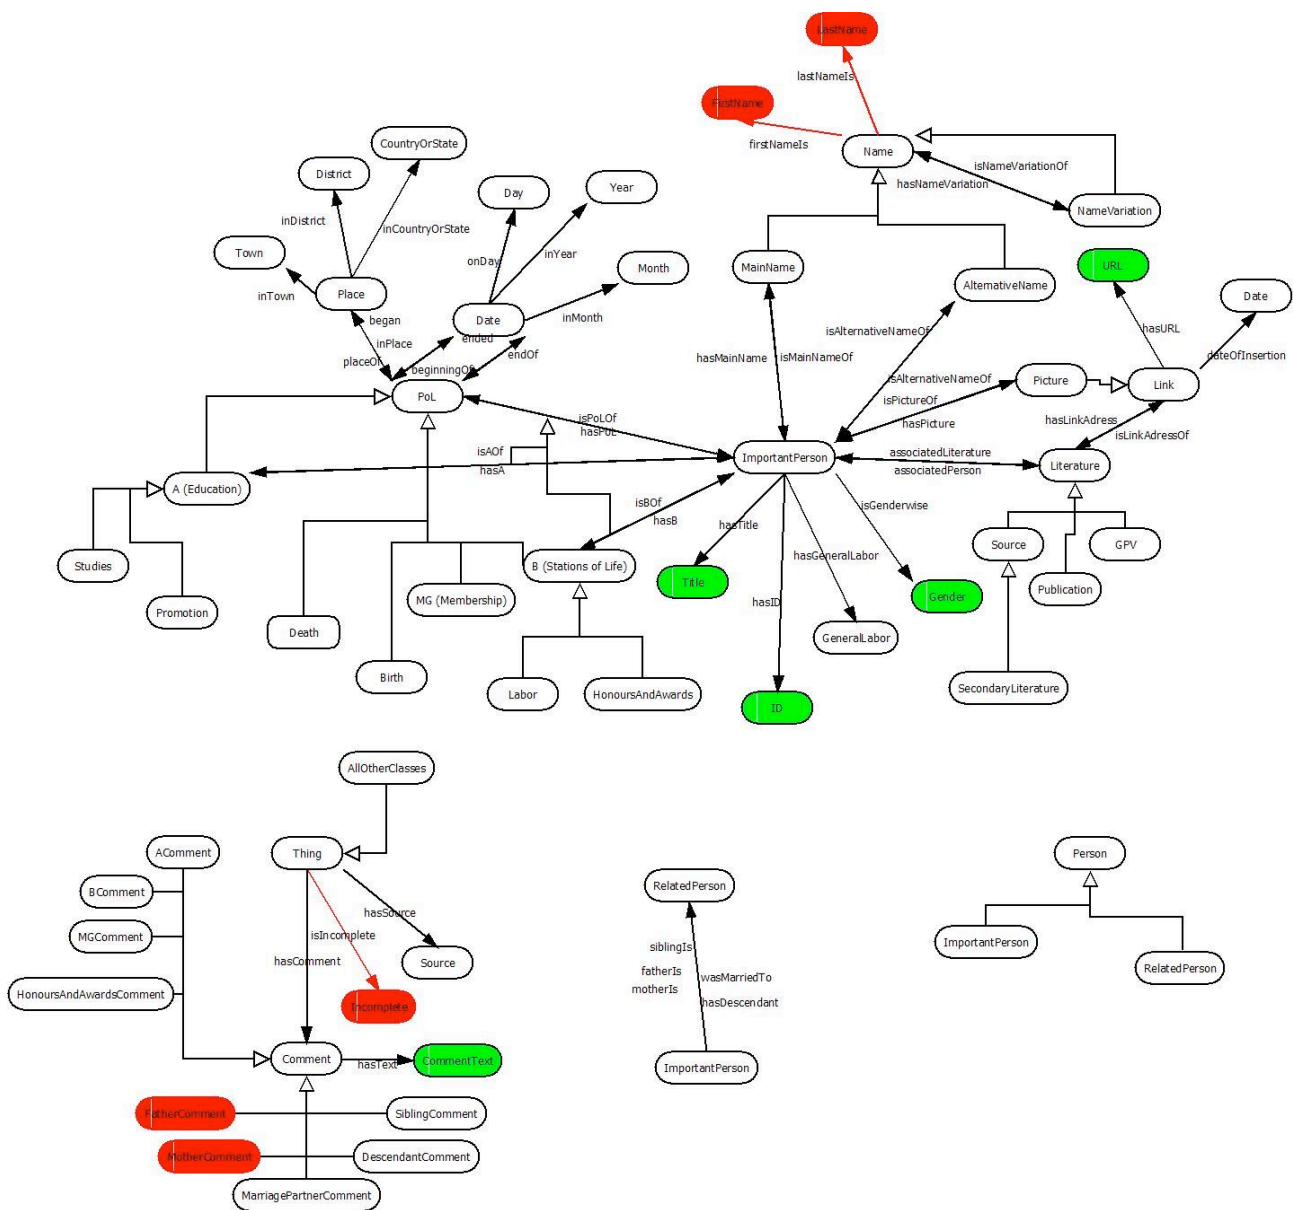 LastName
lastNameIs
FirstName
firstNameIs
CountryOrState
Name
isNameVariationOf
hasNameVariation
District
Day
Year
NameVariation
inDistrict
inCountryOrState
Town
onDay
inYear
Month
MainName
URL
AlternativeName
Date
inTown
Place
began
Date
inMonth
hasURL
inPlace
ended
isAlternativeNameOf
placeOf
endOf
hasMainName
isMainNameOf
dateOfInsertion
beginningOf
isAlternativeNameOf
Picture
Link
PoL
isPictureOf
isPoLOf
hasPoL
hasPicture
hasLinkAdress
isLinkAdressOf
isAOf
hasA
ImportantPerson
associatedLiterature
associatedPerson
Literature
A (Education)
isBOf
hasB
hasTitle
isGenderwise
Source
GPV
Studies
B (Stations of Life)
hasGeneralLabor
Title
Publication
Promotion
MG (Membership)
hasID
Gender
Death
GeneralLabor
Birth
Labor
HonoursAndAwards
SecondaryLiterature
ID
AllOtherClasses
AComment
Thing
Person
BComment
RelatedPerson
hasSource
isIncomplete
MGComment
siblingIs
ImportantPerson
hasComment
Source
fatherIs
wasMarriedTo
RelatedPerson
motherIs
HonoursAndAwardsComment
Incomplete
hasDescendant
Comment
hasText
CommentText
ImportantPerson
FatherComment
SiblingComment
MotherComment
DescendantComment
MarriagePartnerComment